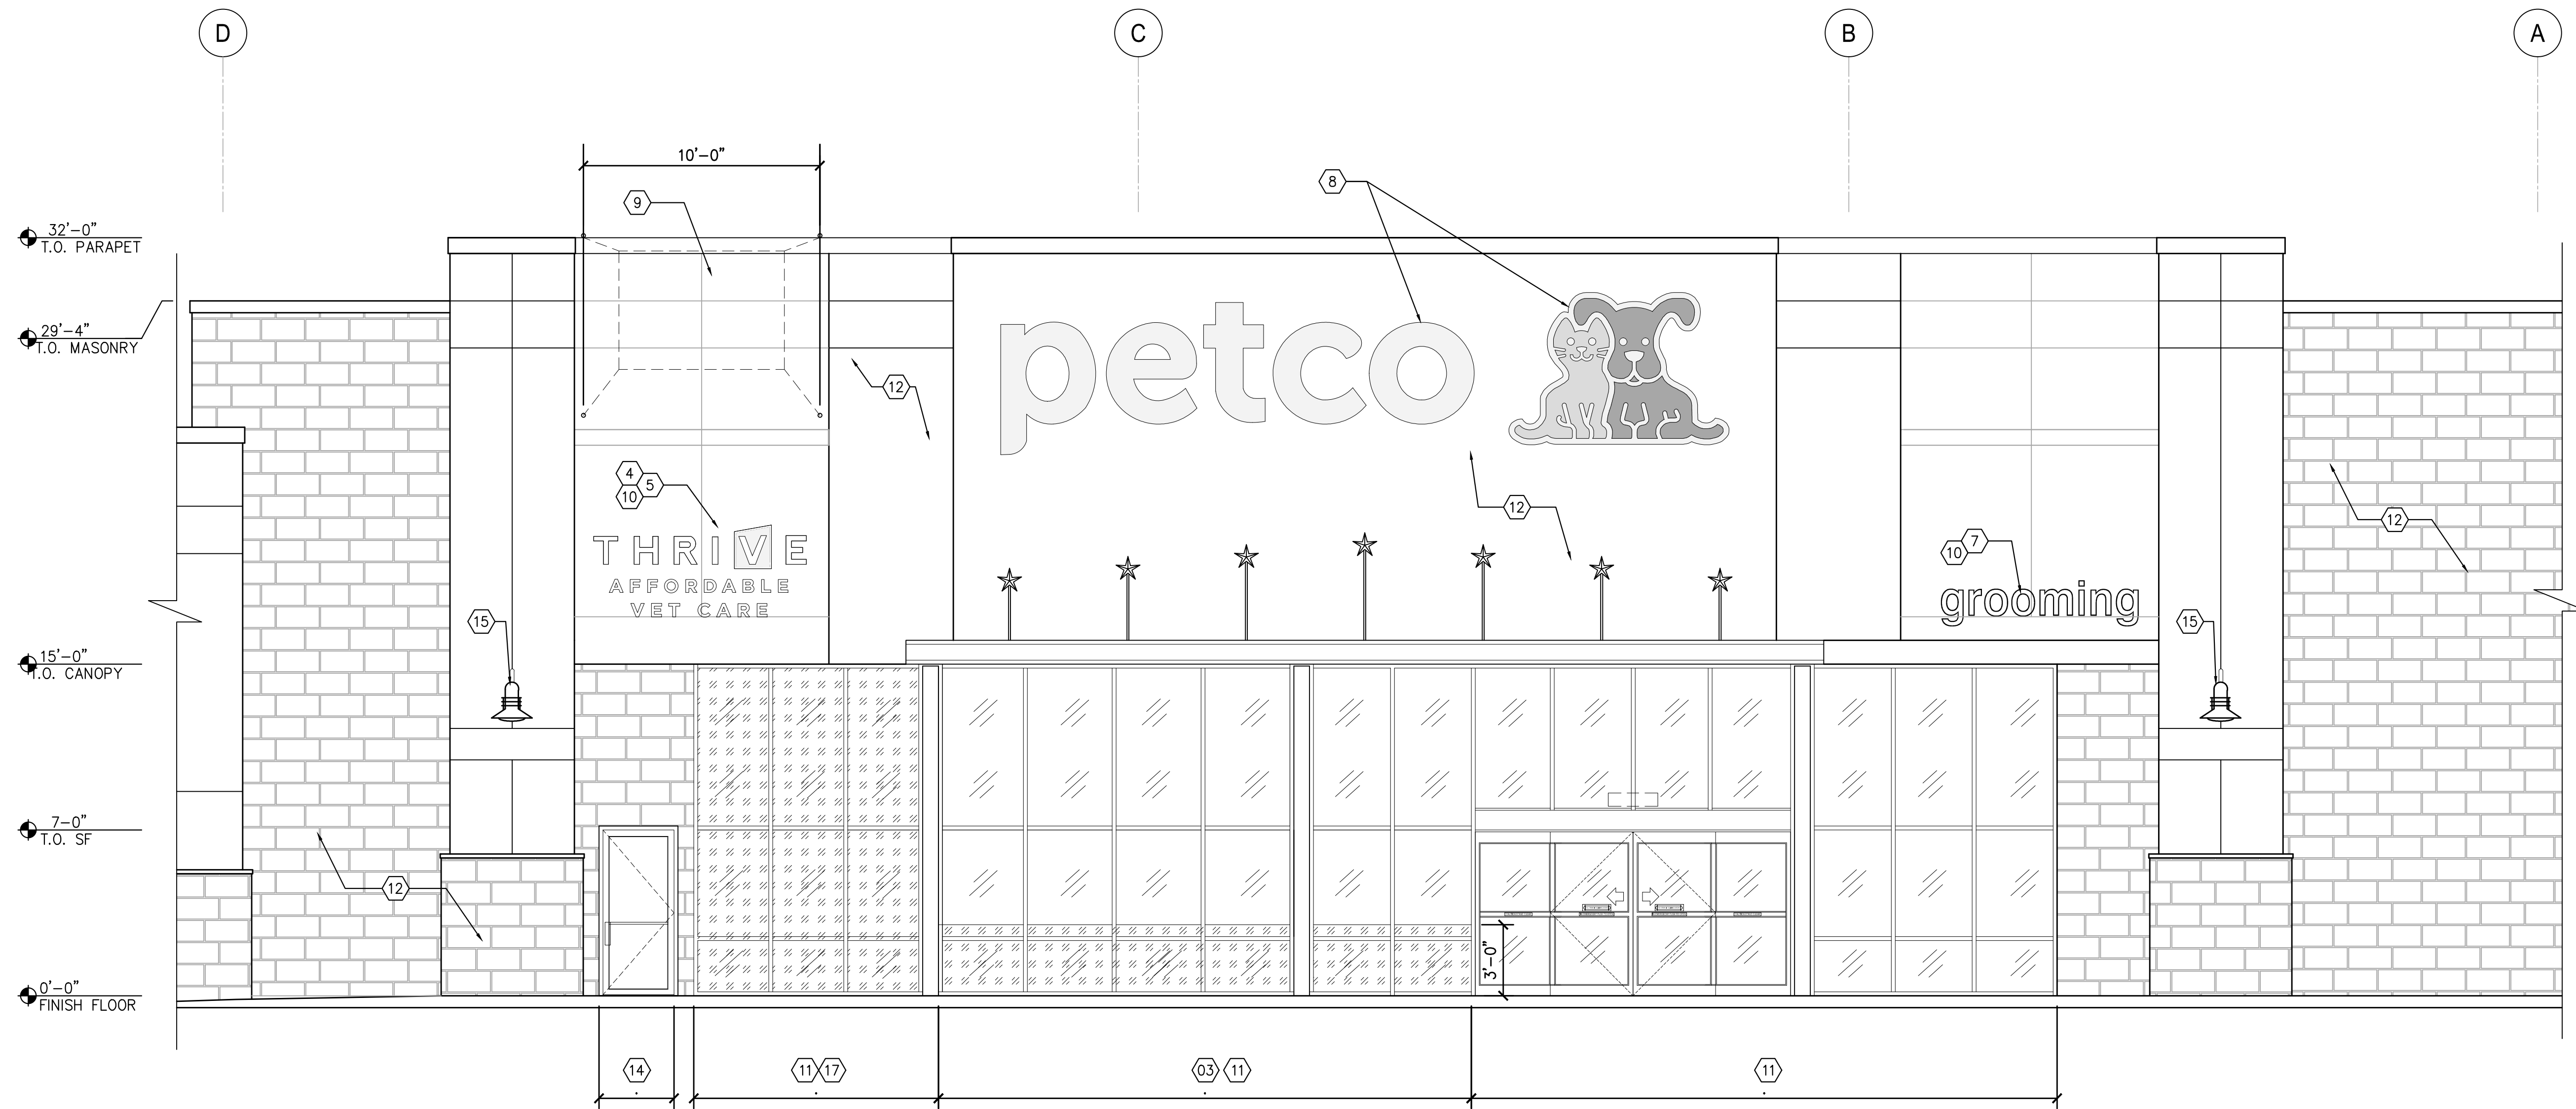 D
C
B
A
10'-0"
9
8
32'-0"
T.O. PARAPET
29'-4"
T.O. MASONRY
petco
12
4
5
10
12
12
THRIVE
AFFORDABLE
VET CARE
7
10
grooming
15
15
15'-0"
T.O. CANOPY
7-0"
T.O. SF
12
3'-0"
0'-0"
FINISH FLOOR
14
11 17
03 11
11